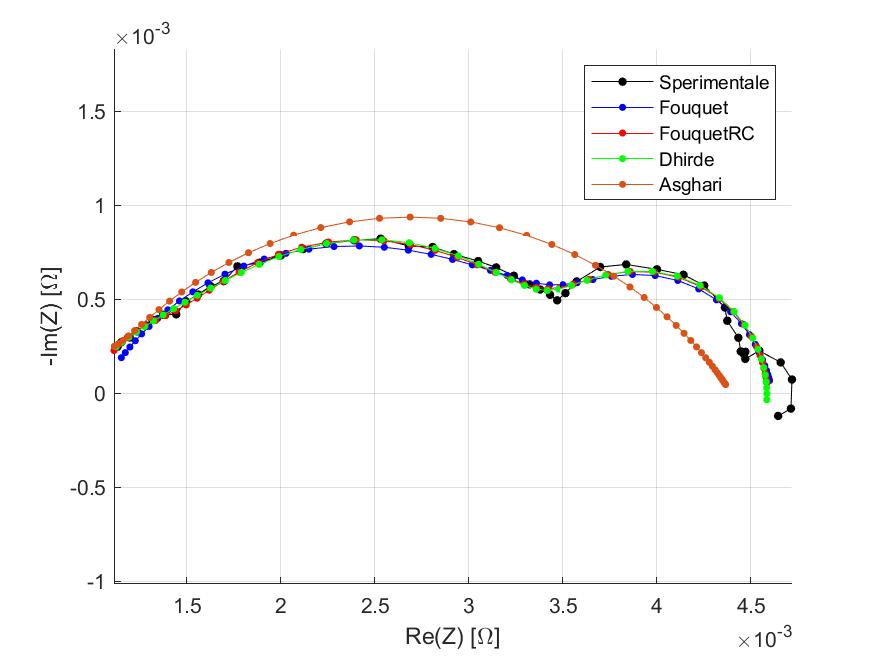 ×10⁻³
1.5
1
0.5
0
-0.5
-1
-Im(Z) [Ω]
Sperimentale
Fouquet
FouquetRC
Dhirde
Asghari
1.5
2
2.5
3
3.5
4
4.5
Re(Z) [Ω]
×10⁻³